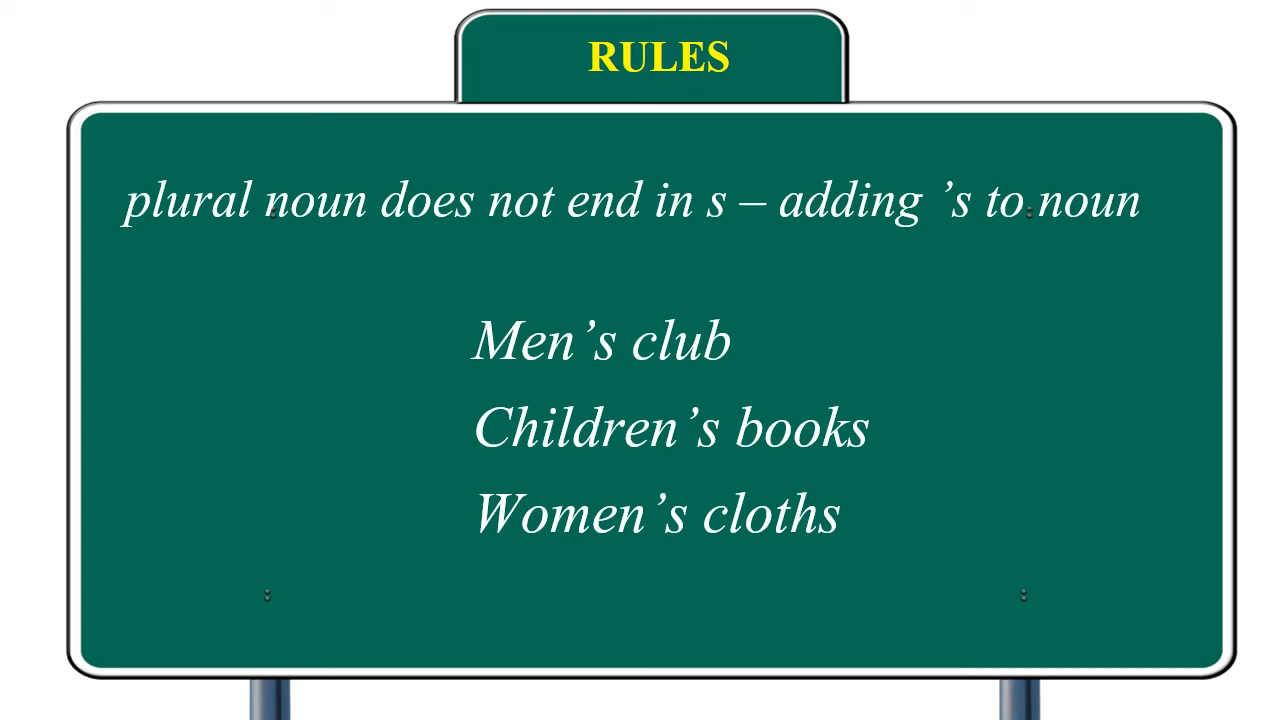 RULES
plural noun does not end in s – adding ’s to noun
Men’s club
Children’s books
Women’s cloths